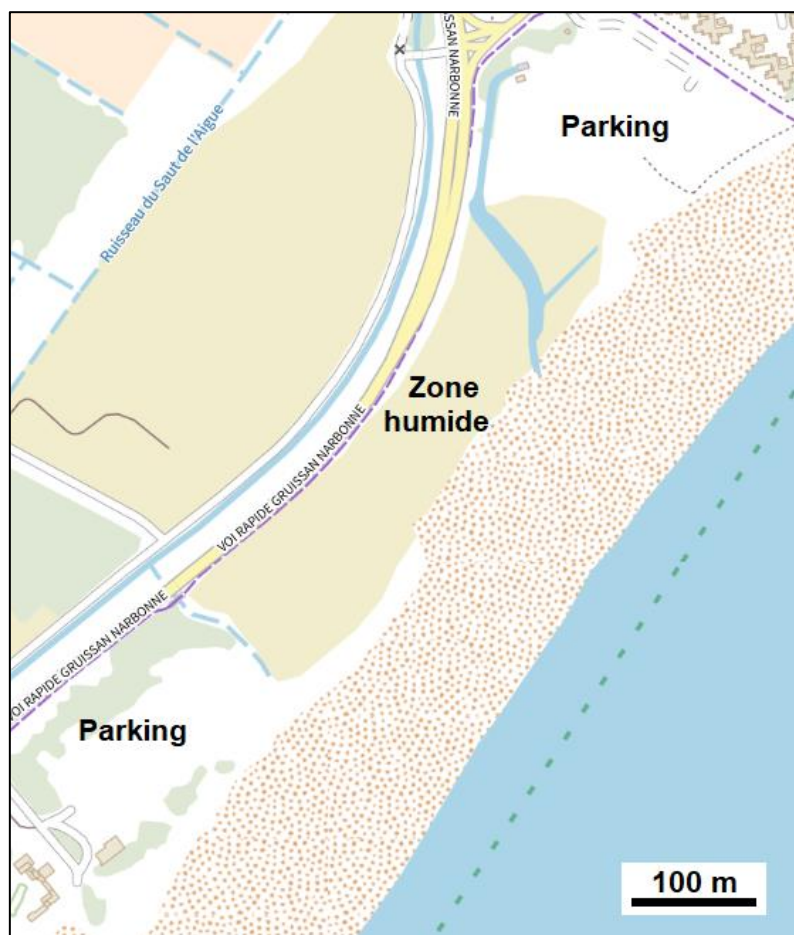 ISSAN NARBONNE
Parking
Ruisseau du Saut de l'Aigue
Zone
humide
VOI RAPIDE GRUISSAN NARBONNE
VOI RAPIDE GRUISSAN NARBONNE
Parking
100 m